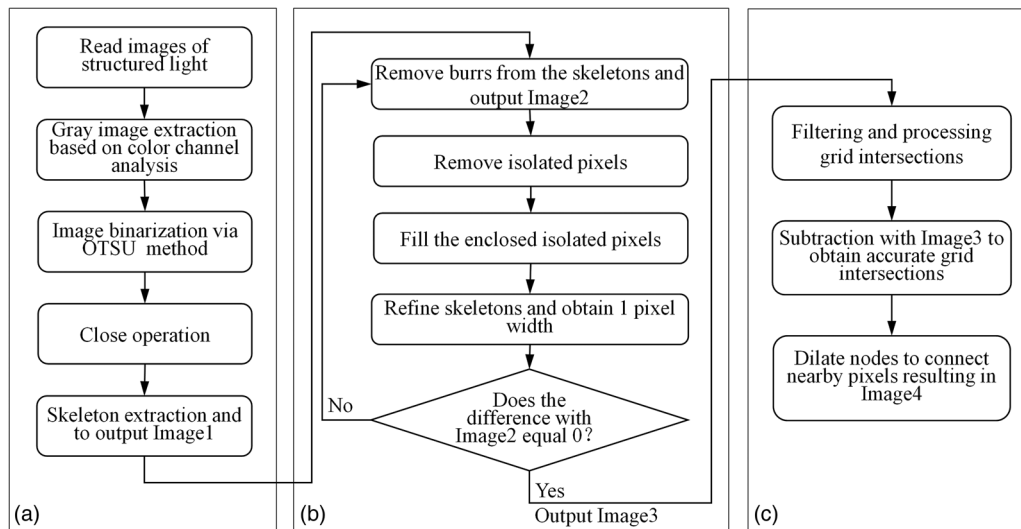 Read images of
structured light
Gray image extraction
based on color channel
analysis
Image binarization via
OTSU method
Close operation
Skeleton extraction and
to output Image1
(a)
Remove burrs from the skeletons and
output Image2
Remove isolated pixels
Fill the enclosed isolated pixels
Refine skeletons and obtain 1 pixel
width
Does the
difference with
Image2 equal 0?
No
Yes
Output Image3
(b)
Filtering and processing
grid intersections
Subtraction with Image3 to
obtain accurate grid
intersections
Dilate nodes to connect
nearby pixels resulting in
Image4
(c)